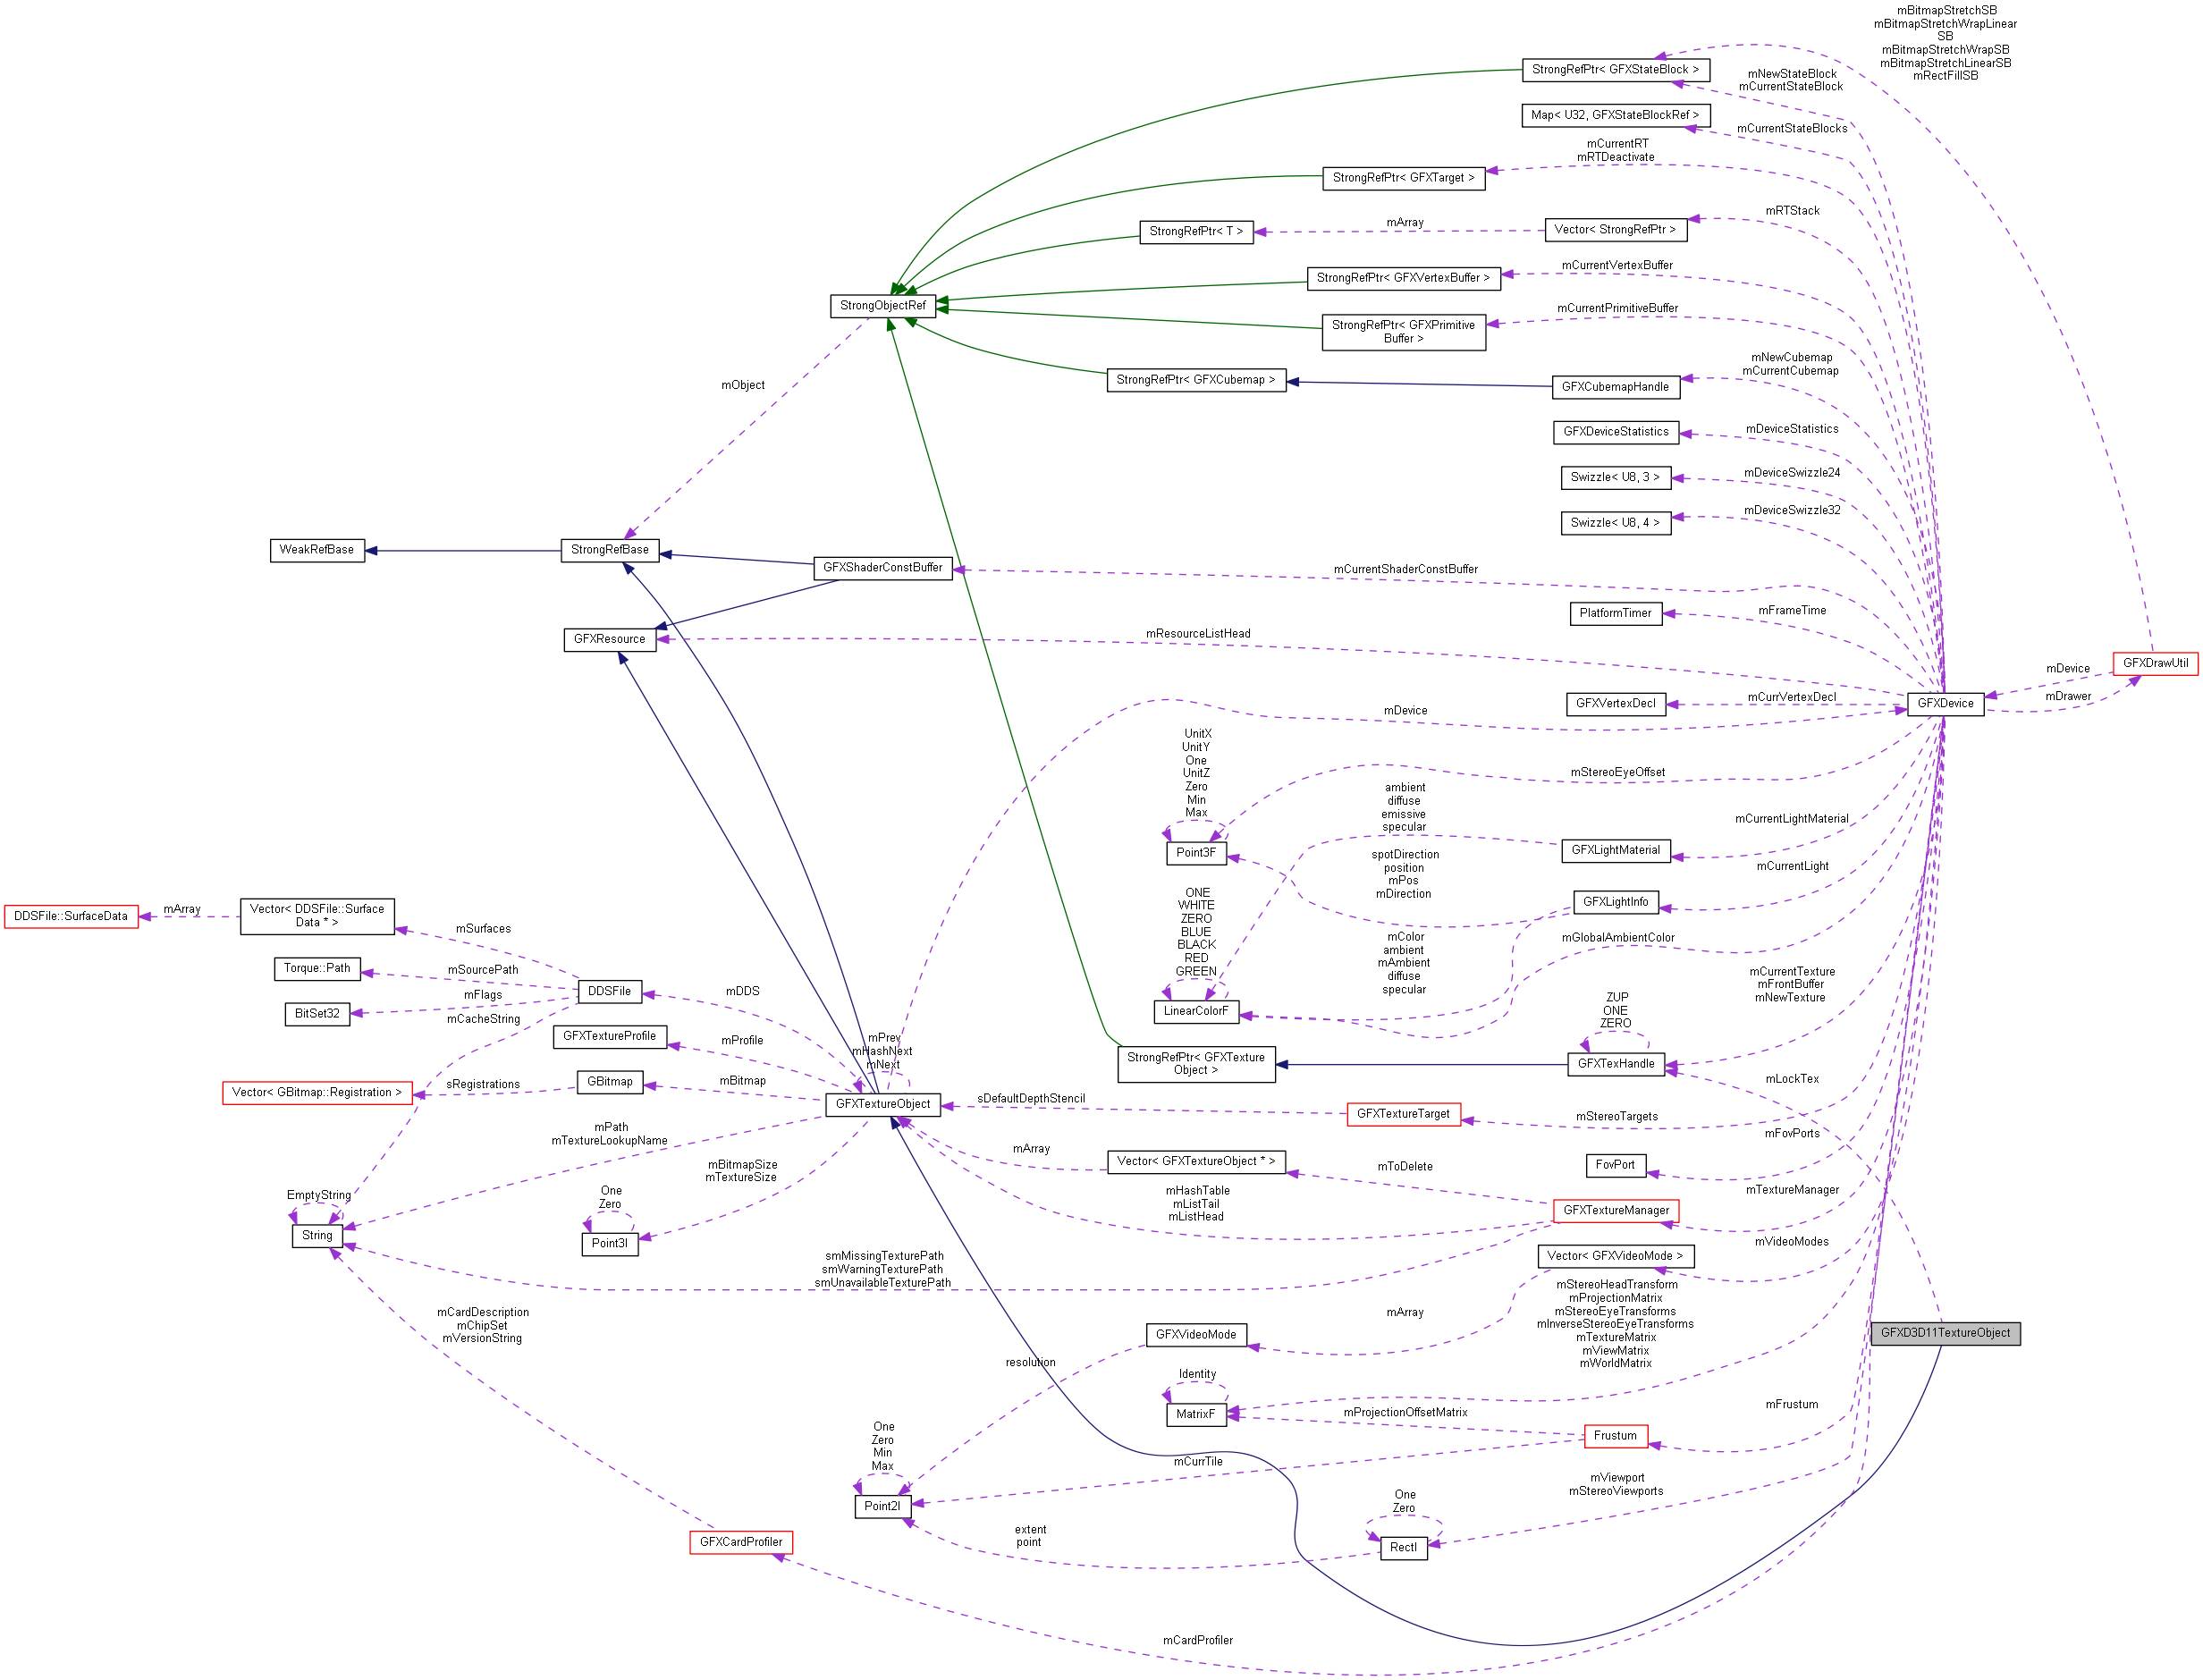 mBitmapStretchSB
mBitmapStretchWrapLinear
SB
mBitmapStretchWrapSB
mBitmapStretchLinearSB
mRectFillSB
StrongRefPtr< GFXStateBlock >
mNewStateBlock
mCurrentStateBlock
Map< U32, GFXStateBlockRef >
mCurrentStateBlocks
mCurrentRT
mRTDeactivate
StrongRefPtr< GFXTarget >
mRTStack
mArray
StrongRefPtr< T >
Vector< StrongRefPtr >
mCurrentVertexBuffer
StrongRefPtr< GFXVertexBuffer >
StrongObjectRef
mCurrentPrimitiveBuffer
StrongRefPtr< GFXPrimitive
Buffer >
mNewCubemap
mCurrentCubemap
mObject
StrongRefPtr< GFXCubemap >
GFXCubemapHandle
mDeviceStatistics
GFXDeviceStatistics
mDeviceSwizzle24
Swizzle< U8, 3 >
mDeviceSwizzle32
Swizzle< U8, 4 >
WeakRefBase
StrongRefBase
GFXShaderConstBuffer
mCurrentShaderConstBuffer
PlatformTimer
mFrameTime
GFXResource
mResourceListHead
GFXDrawUtil
mDevice
mDrawer
GFXVertexDecl
mCurrVertexDecl
GFXDevice
mDevice
UnitX
UnitY
One
UnitZ
Zero
Min
Max
mStereoEyeOffset
ambient
diffuse
emissive
specular
mCurrentLightMaterial
Point3F
GFXLightMaterial
spotDirection
position
mPos
mDirection
mCurrentLight
ONE
WHITE
ZERO
BLUE
BLACK
RED
GREEN
GFXLightInfo
DDSFile::SurfaceData
mArray
Vector< DDSFile::Surface
Data * >
mSurfaces
mColor
ambient
mAmbient
diffuse
specular
mGlobalAmbientColor
Torque::Path
mSourcePath
DDSFile
mDDS
mCurrentTexture
mFrontBuffer
mNewTexture
BitSet32
mFlags
mCacheString
LinearColorF
ZUP
ONE
ZERO
GFXTextureProfile
mProfile
mPrev
mHashNext
mNext
StrongRefPtr< GFXTexture
Object >
GFXTexHandle
mLockTex
Vector< GBitmap::Registration >
sRegistrations
GBitmap
mBitmap
GFXTextureObject
sDefaultDepthStencil
GFXTextureTarget
mStereoTargets
mPath
mTextureLookupName
mFovPorts
mArray
Vector< GFXTextureObject * >
mToDelete
FovPort
mBitmapSize
mTextureSize
mTextureManager
EmptyString
One
Zero
mHashTable
mListTail
mListHead
GFXTextureManager
String
Point3I
mVideoModes
smMissingTexturePath
smWarningTexturePath
smUnavailableTexturePath
Vector< GFXVideoMode >
mStereoHeadTransform
mProjectionMatrix
mStereoEyeTransforms
mInverseStereoEyeTransforms
mTextureMatrix
mViewMatrix
mWorldMatrix
mCardDescription
mChipSet
mVersionString
mArray
GFXVideoMode
GFXD3D11TextureObject
resolution
Identity
MatrixF
mProjectionOffsetMatrix
mFrustum
Frustum
One
Zero
Min
Max
mCurrTile
Point2I
mViewport
mStereoViewports
One
Zero
extent
point
RectI
GFXCardProfiler
mCardProfiler